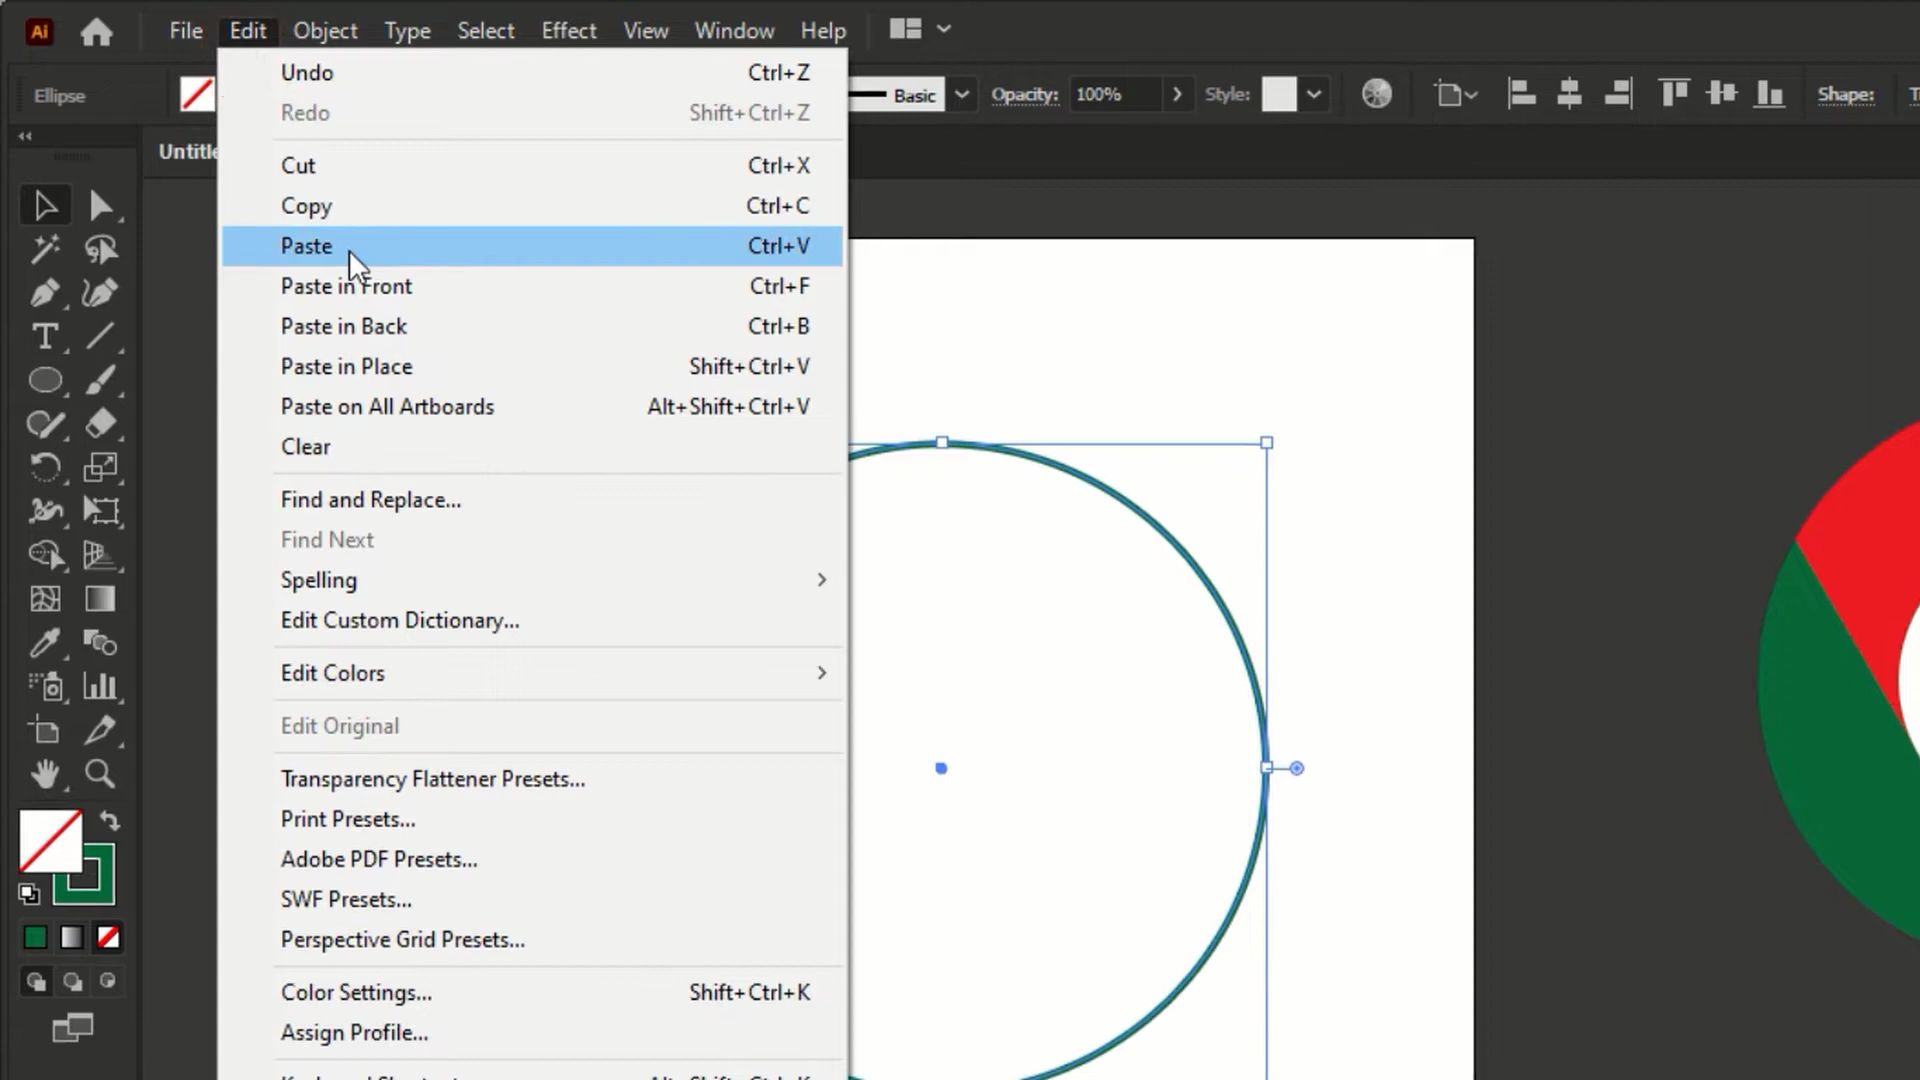 Ai File Edit Object Type Select Effect View Window Help
Ellipse Basic Opacity: 100% Style: Shape:
Undo Ctrl+Z
Redo Shift+Ctrl+Z
Cut Ctrl+X
Copy Ctrl+C
Paste Ctrl+V
Paste in Front Ctrl+F
Paste in Back Ctrl+B
Paste in Place Shift+Ctrl+V
Paste on All Artboards Alt+Shift+Ctrl+V
Clear
Find and Replace...
Find Next
Spelling
Edit Custom Dictionary...
Edit Colors
Edit Original
Transparency Flattener Presets...
Print Presets...
Adobe PDF Presets...
SWF Presets...
Perspective Grid Presets...
Color Settings... Shift+Ctrl+K
Assign Profile...